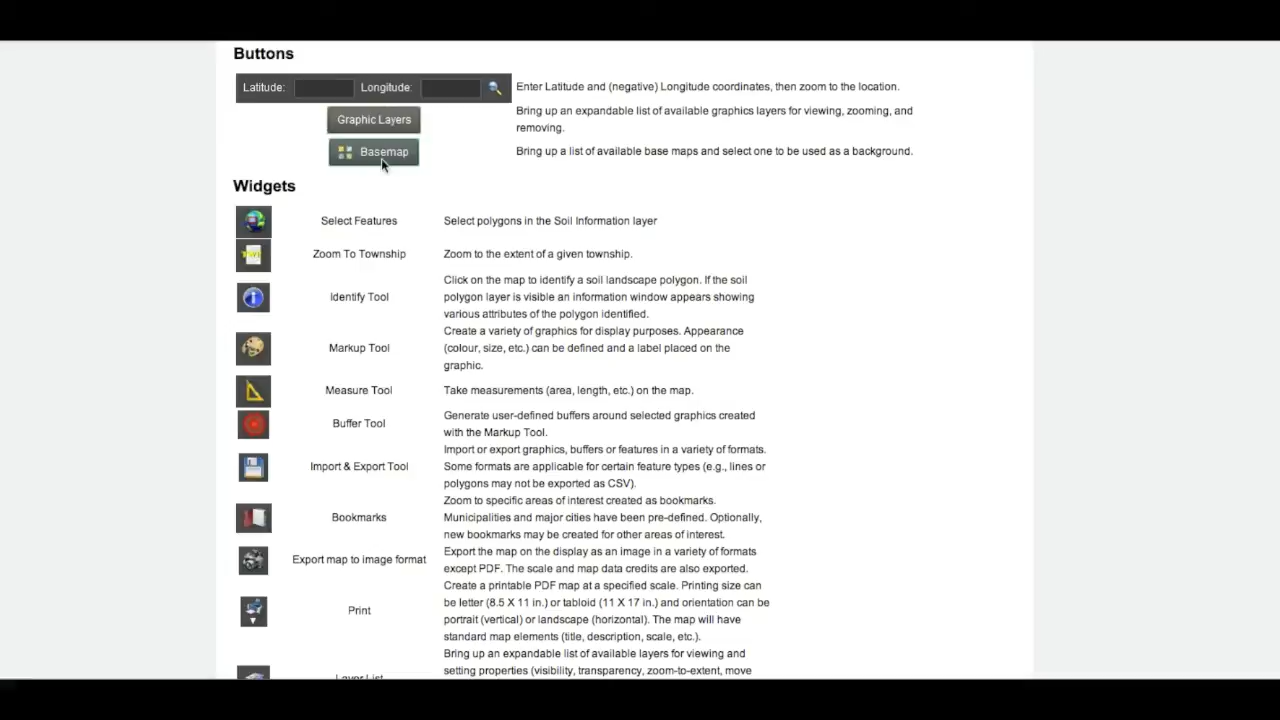 Buttons
Latitude: Longitude: Enter Latitude and (negative) Longitude coordinates, then zoom to the location.
Graphic Layers
Bring up an expandable list of available graphics layers for viewing, zooming, and
removing.
Basemap
Bring up a list of available base maps and select one to be used as a background.
Widgets
Select Features
Select polygons in the Soil Information layer
Zoom To Township
Zoom to the extent of a given township.
Identify Tool
Click on the map to identify a soil landscape polygon. If the soil
polygon layer is visible an information window appears showing
various attributes of the polygon identified.
Markup Tool
Create a variety of graphics for display purposes. Appearance
(colour, size, etc.) can be defined and a label placed on the
graphic.
Measure Tool
Take measurements (area, length, etc.) on the map.
Buffer Tool
Generate user-defined buffers around selected graphics created
with the Markup Tool.
Import & Export Tool
Import or export graphics, buffers or features in a variety of formats.
Some formats are applicable for certain feature types (e.g., lines or
polygons may not be exported as CSV).
Bookmarks
Zoom to specific areas of interest created as bookmarks.
Municipalities and major cities have been pre-defined. Optionally,
new bookmarks may be created for other areas of interest.
Export map to image format
Export the map on the display as an image in a variety of formats
except PDF. The scale and map data credits are also exported.
Print
Create a printable PDF map at a specified scale. Printing size can
be letter (8.5 X 11 in.) or tabloid (11 X 17 in.) and orientation can be
portrait (vertical) or landscape (horizontal). The map will have
standard map elements (title, description, scale, etc.).
Layer List
Bring up an expandable list of available layers for viewing and
setting properties (visibility, transparency, zoom-to-extent, move